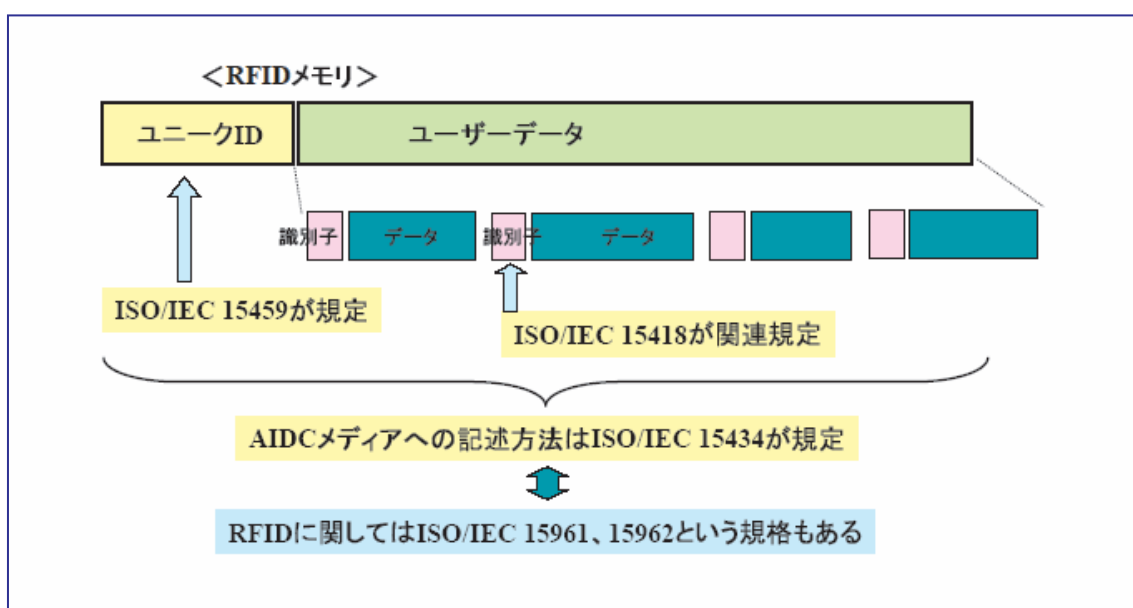 ＜RFIDメモリ＞
ユニークID
ユーザーデータ
識別子
データ
識別子
データ
ISO/IEC 15459が規定
ISO/IEC 15418が関連規定
AIDCメディアへの記述方法はISO/IEC 15434が規定
RFIDに関してはISO/IEC 15961、15962という規格もある